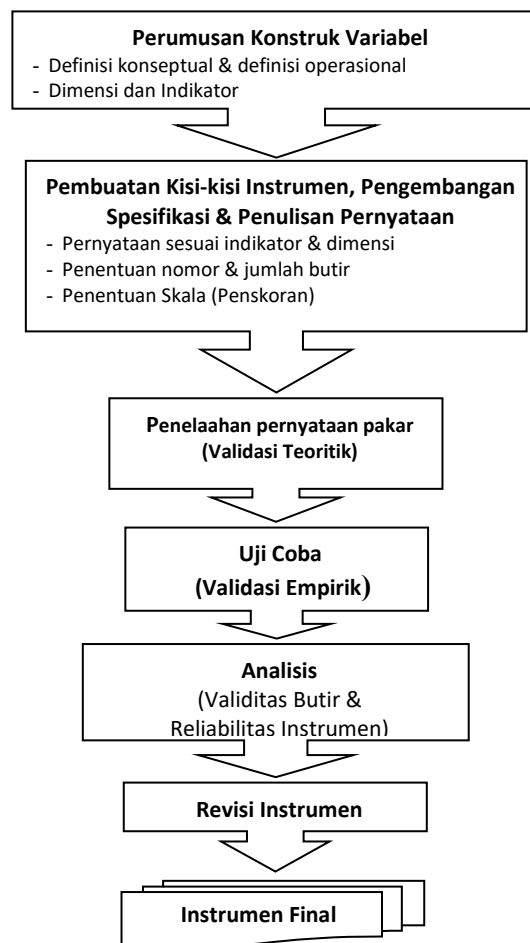 Perumusan Konstruk Variabel
- Definisi konseptual & definisi operasional
- Dimensi dan Indikator
Pembuatan Kisi-kisi Instrumen, Pengembangan
Spesifikasi & Penulisan Pernyataan
- Pernyataan sesuai indikator & dimensi
- Penentuan nomor & jumlah butir
- Penentuan Skala (Penskoran)
Penelaahan pernyataan pakar
(Validasi Teoritik)
Uji Coba
(Validasi Empirik)
Analisis
(Validitas Butir &
Reliabilitas Instrumen)
Revisi Instrumen
Instrumen Final